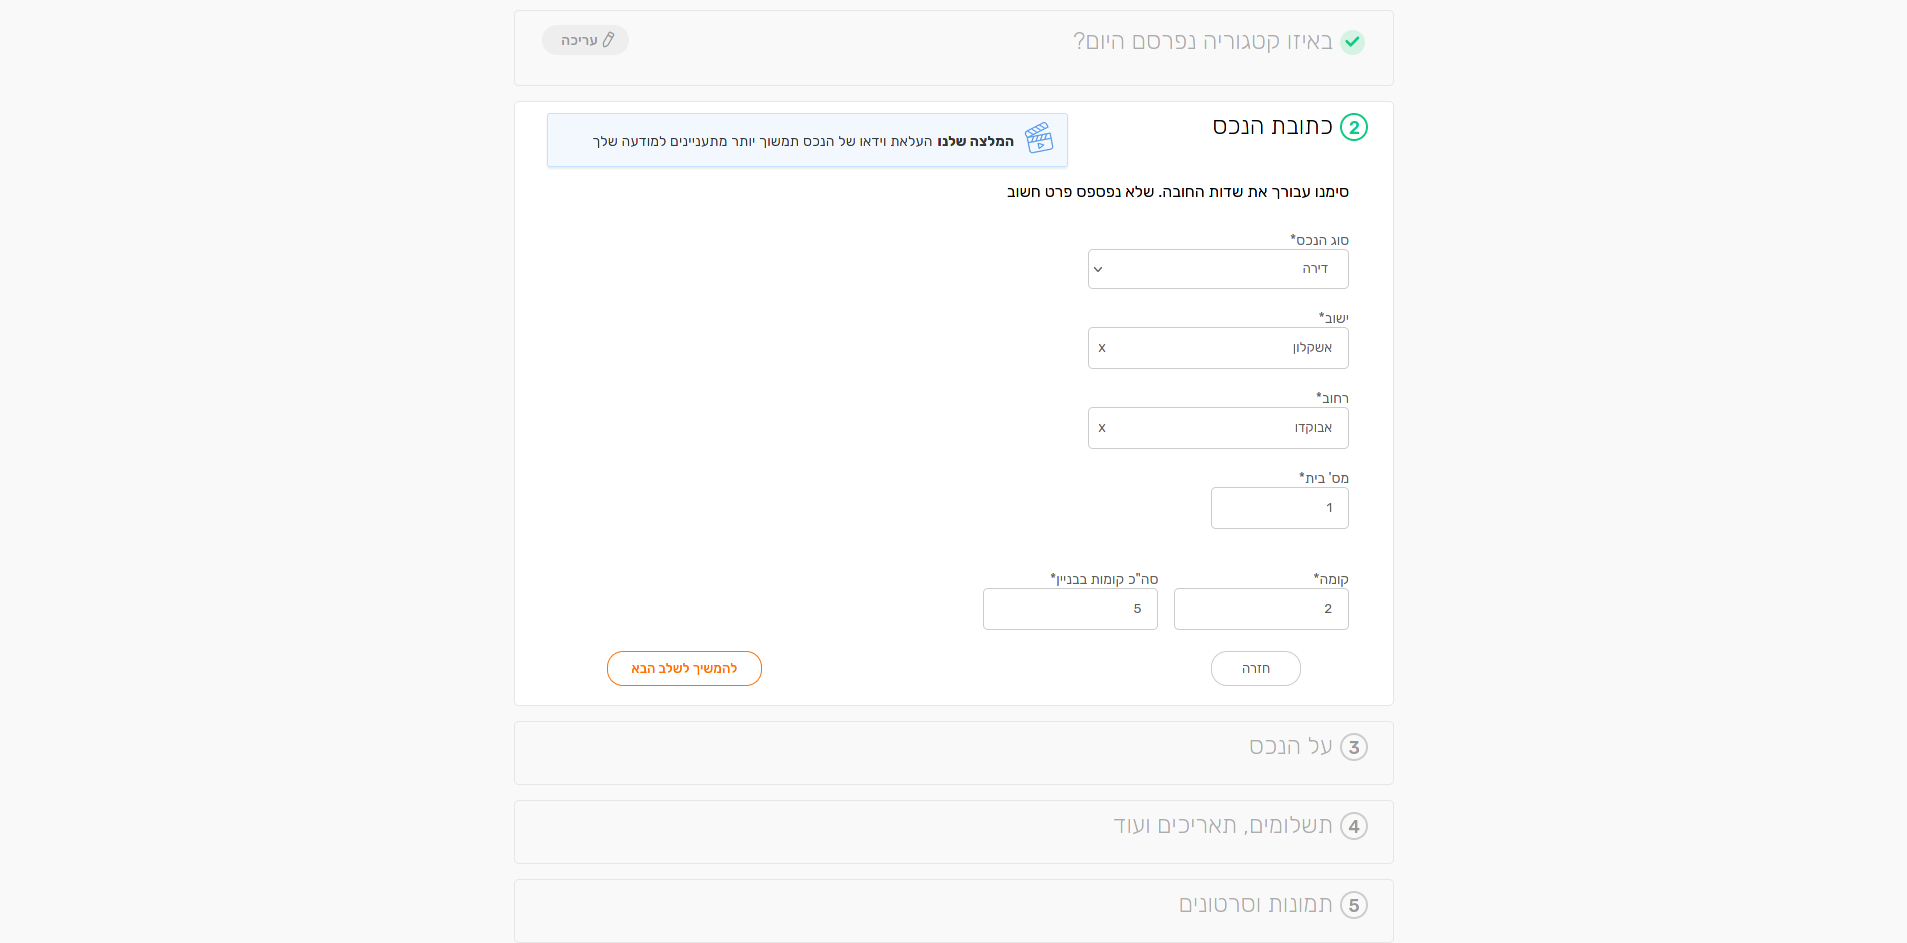 באיזו קטגוריה נפרסם היום?
עריכה
2 כתובת הנכס
המלצה שלנו העלאת וידאו של הנכס תמשוך יותר מתעניינים למודעה שלך
סימנו עבורך את שדות החובה. שלא נפספס פרט חשוב
סוג הנכס*
דירה
ישוב*
אשקלון x
רחוב*
אבוקדו x
מס' בית*
1
קומה* סה"כ קומות בבניין*
2 5
חזרה להמשיך לשלב הבא
3 על הנכס
4 תשלומים, תאריכים ועוד
5 תמונות וסרטונים